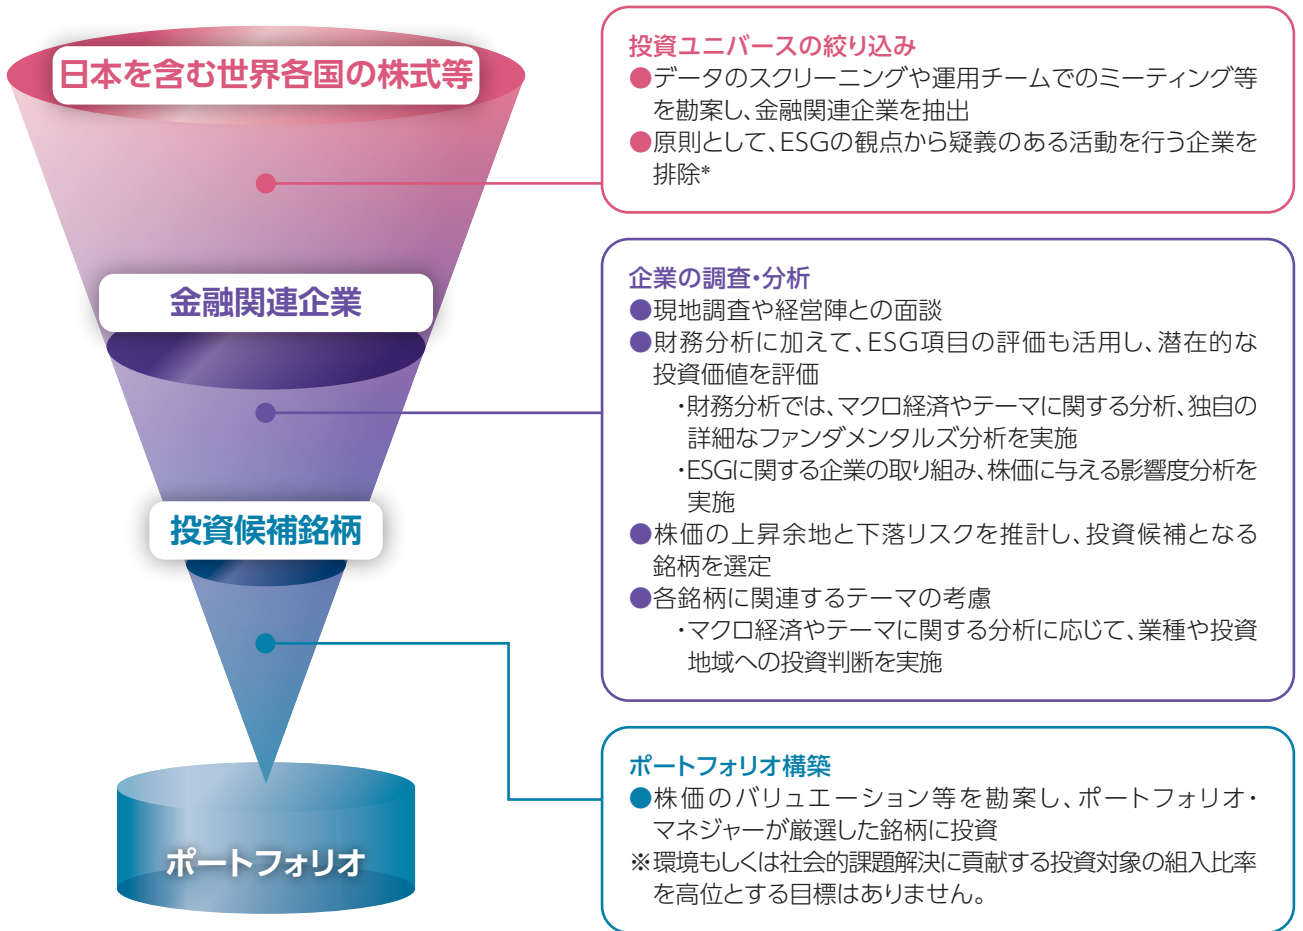 日本を含む世界各国の株式等
投資ユニバースの絞り込み
●データのスクリーニングや運用チームでのミーティング等
を勘案し、金融関連企業を抽出
●原則として、ESGの観点から疑義のある活動を行う企業を
排除*
金融関連企業
企業の調査・分析
●現地調査や経営陣との面談
●財務分析に加えて、ESG項目の評価も活用し、潜在的な
投資価値を評価
・財務分析では、マクロ経済やテーマに関する分析、独自の
詳細なファンダメンタルズ分析を実施
・ESGに関する企業の取り組み、株価に与える影響度分析を
実施
●株価の上昇余地と下落リスクを推計し、投資候補となる
銘柄を選定
●各銘柄に関連するテーマの考慮
・マクロ経済やテーマに関する分析に応じて、業種や投資
地域への投資判断を実施
投資候補銘柄
ポートフォリオ構築
●株価のバリュエーション等を勘案し、ポートフォリオ・
マネジャーが厳選した銘柄に投資
※環境もしくは社会的課題解決に貢献する投資対象の組入比率
を高位とする目標はありません。
ポートフォリオ